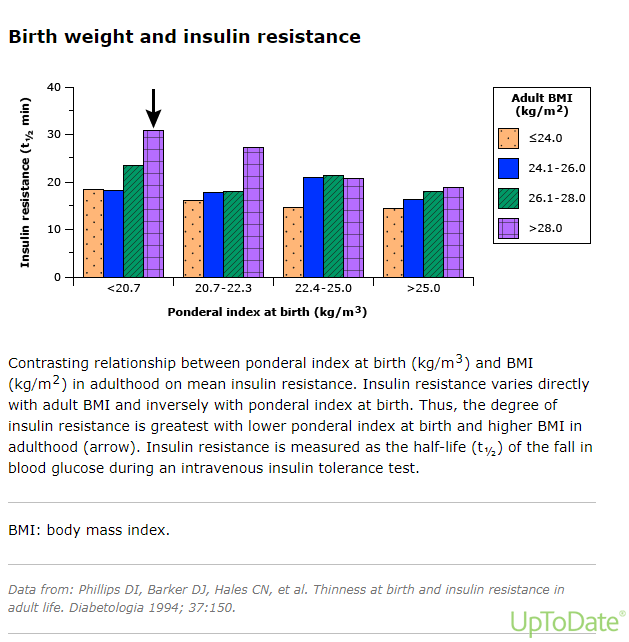 Birth weight and insulin resistance
Insulin resistance (t½ min)
40
30
20
10
0
<20.7
20.7-22.3
22.4-25.0
>25.0
Ponderal index at birth (kg/m³)
Adult BMI
(kg/m²)
≤24.0
24.1-26.0
26.1-28.0
>28.0
Contrasting relationship between ponderal index at birth (kg/m³) and BMI
(kg/m²) in adulthood on mean insulin resistance. Insulin resistance varies directly
with adult BMI and inversely with ponderal index at birth. Thus, the degree of
insulin resistance is greatest with lower ponderal index at birth and higher BMI in
adulthood (arrow). Insulin resistance is measured as the half-life (t½) of the fall in
blood glucose during an intravenous insulin tolerance test.
BMI: body mass index.
Data from: Phillips DI, Barker DJ, Hales CN, et al. Thinness at birth and insulin resistance in
adult life. Diabetologia 1994; 37:150.
UpToDate®